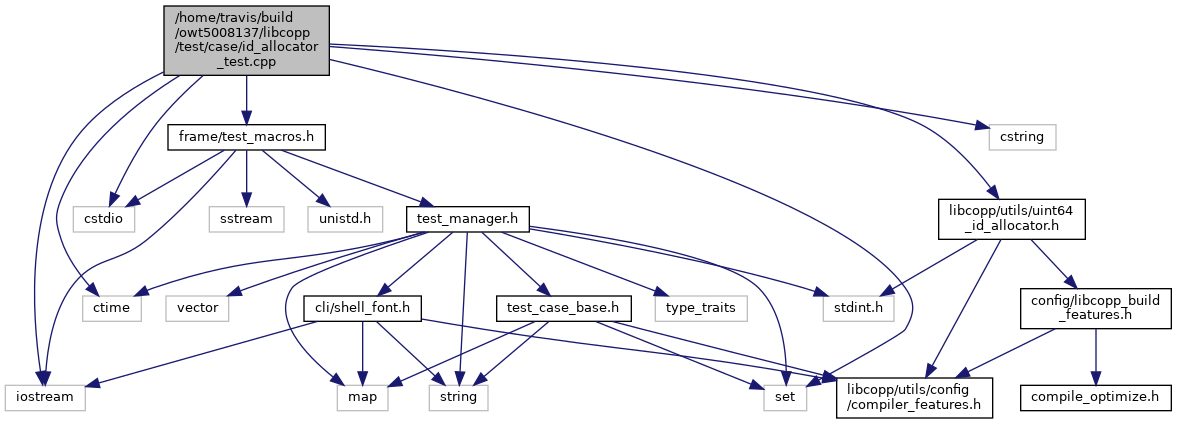 /home/travis/build
/owt5008137/libcopp
/test/case/id_allocator
_test.cpp
frame/test_macros.h
cstring
cstdio
sstream
unistd.h
test_manager.h
libcopp/utils/uint64
_id_allocator.h
ctime
vector
cli/shell_font.h
test_case_base.h
type_traits
stdint.h
config/libcopp_build
_features.h
iostream
map
string
set
libcopp/utils/config
/compiler_features.h
compile_optimize.h